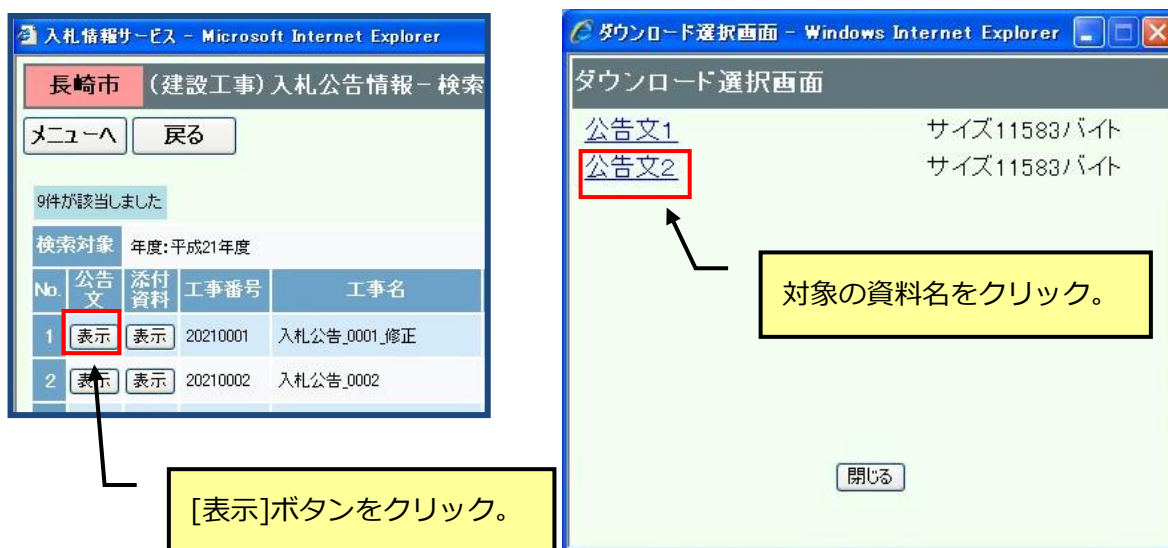 入札情報サービス - Microsoft Internet Explorer
長崎市 (建設工事)入札公告情報－検索
メニューへ 戻る
9件が該当しました
検索対象 年度:平成21年度
No. 公告文 添付資料 工事番号 工事名
1 表示 表示 20210001 入札公告_0001_修正
2 表示 表示 20210002 入札公告_0002
[表示]ボタンをクリック。
ダウンロード選択画面 - Windows Internet Explorer
ダウンロード選択画面
公告文1 サイズ11583バイト
公告文2 サイズ11583バイト
対象の資料名をクリック。
閉じる